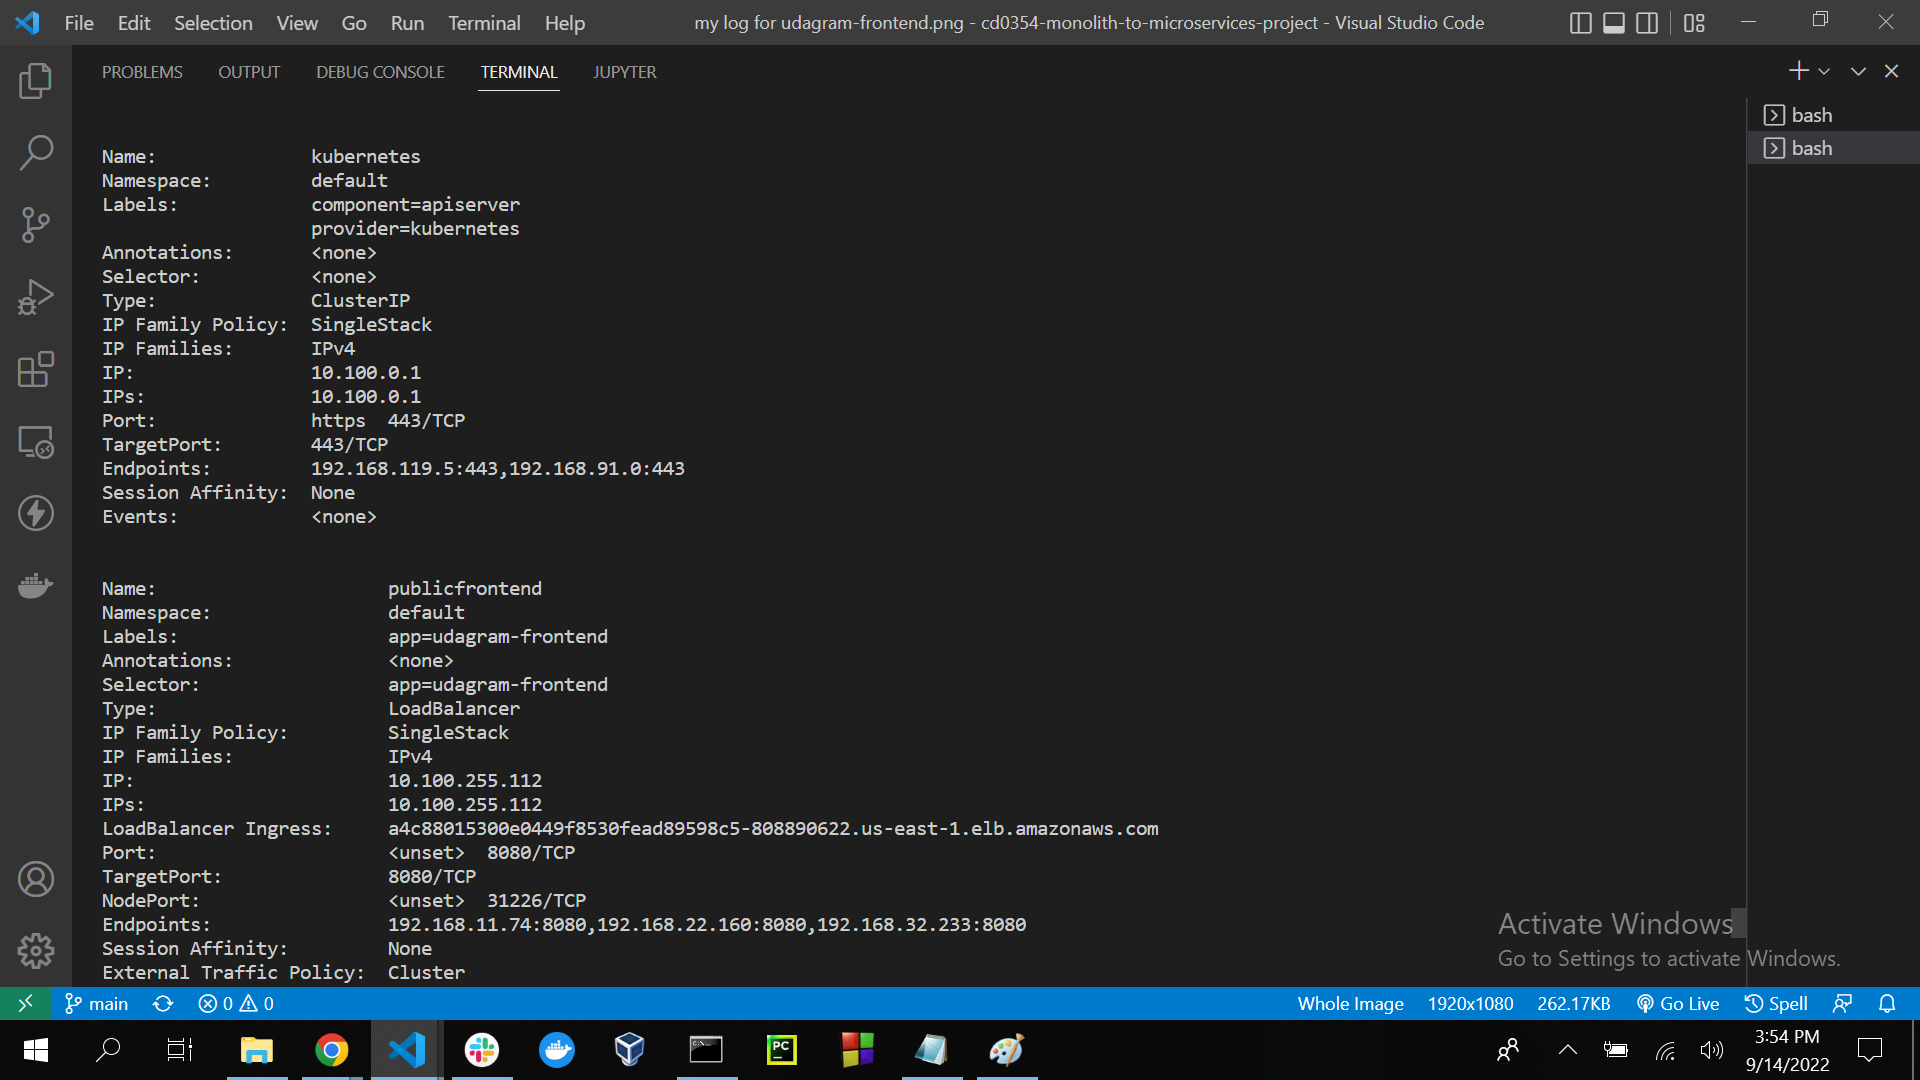 File Edit Selection View Go Run Terminal Help my log for udagram-frontend.png - cd0354-monolith-to-microservices-project - Visual Studio Code
PROBLEMS OUTPUT DEBUG CONSOLE TERMINAL JUPYTER
bash
bash
Name: kubernetes
Namespace: default
Labels: component=apiserver
provider=kubernetes
Annotations: <none>
Selector: <none>
Type: ClusterIP
IP Family Policy: SingleStack
IP Families: IPv4
IP: 10.100.0.1
IPs: 10.100.0.1
Port: https 443/TCP
TargetPort: 443/TCP
Endpoints: 192.168.119.5:443,192.168.91.0:443
Session Affinity: None
Events: <none>
Name: publicfrontend
Namespace: default
Labels: app=udagram-frontend
Annotations: <none>
Selector: app=udagram-frontend
Type: LoadBalancer
IP Family Policy: SingleStack
IP Families: IPv4
IP: 10.100.255.112
IPs: 10.100.255.112
LoadBalancer Ingress: a4c88015300e0449f8530fead89598c5-808890622.us-east-1.elb.amazonaws.com
Port: <unset> 8080/TCP
TargetPort: 8080/TCP
NodePort: <unset> 31226/TCP
Endpoints: 192.168.11.74:8080,192.168.22.160:8080,192.168.32.233:8080
Session Affinity: None
External Traffic Policy: Cluster
Activate Windows
Go to Settings to activate Windows.
main 0 0 Whole Image 1920x1080 262.17KB Go Live Spell
PC
3:54 PM
9/14/2022